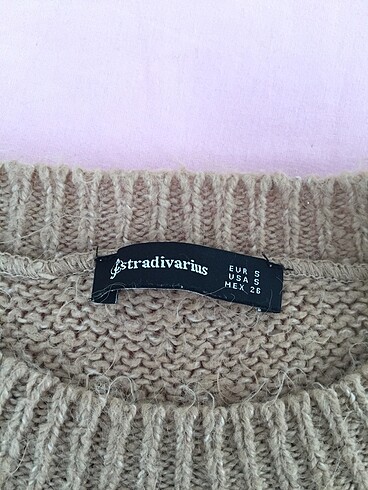 stradivarius
EUR S
USA S
MEX 26